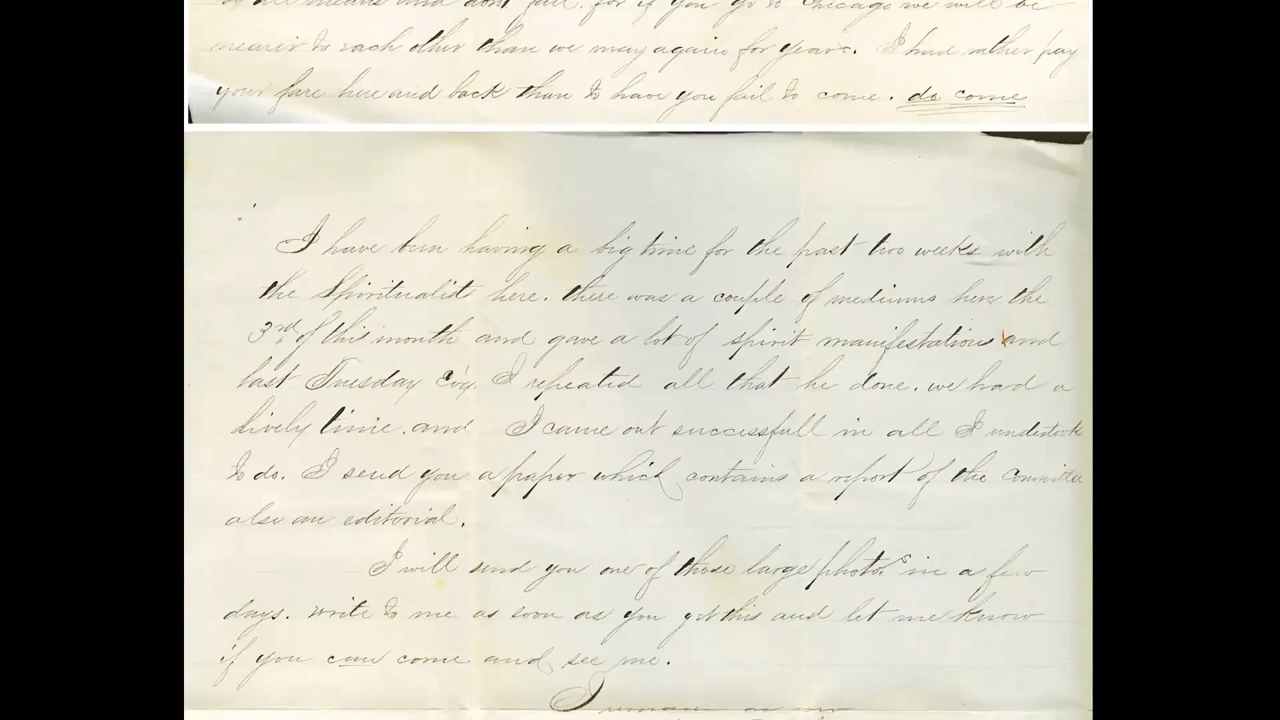 by all means and dont fail. for if you go to Chicago we will be
nearer to each other than we may again for years. I had rather pay
your fare here and back than to have you fail to come. do come
I have been having a big time for the past two weeks with
the Spiritualists here. there was a couple of mediums here the
3rd of this month and gave a lot of spirit manifestations and
last Tuesday I repeated all that he done. we had a
lively time. and I came out successfull in all I undertook
to do. I send you a paper which contains a report of the committee
also an editorial.
I will send you one of those large photos in a few
days. write to me as soon as you get this and let me know
if you can come and see me.
I remain